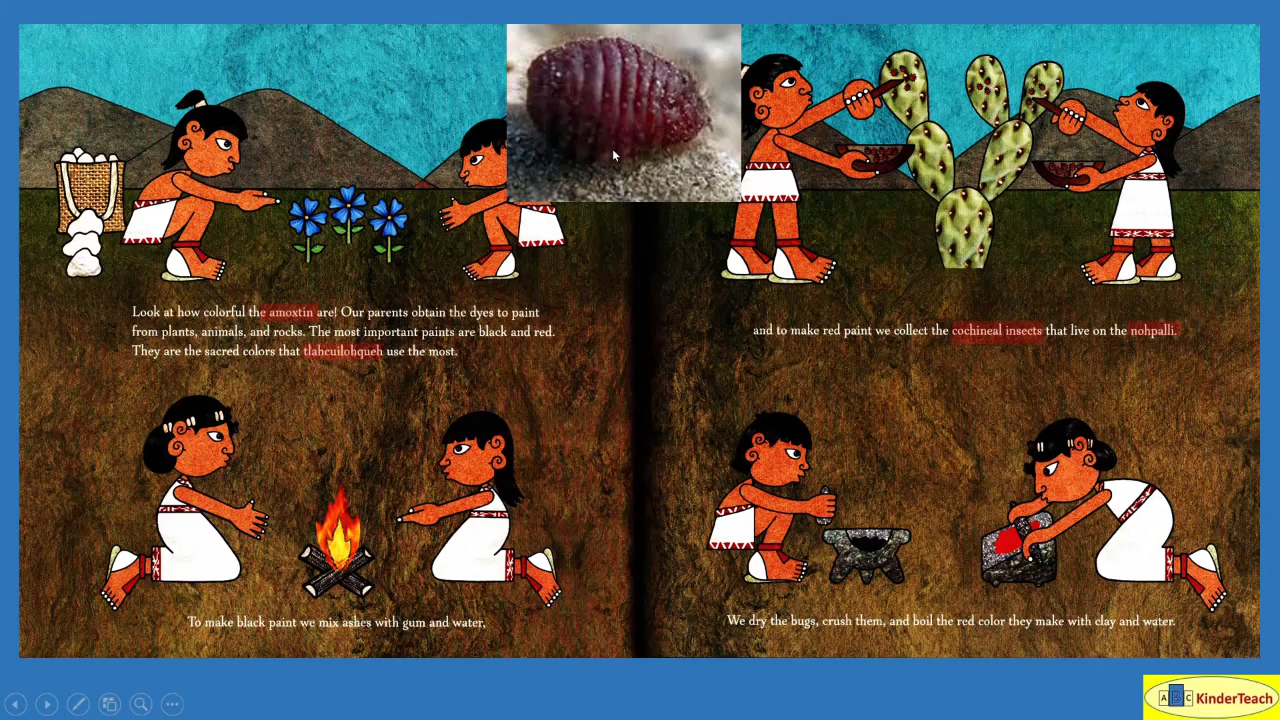 Look at how colorful the amoxtin are! Our parents obtain the dyes to paint
from plants, animals, and rocks. The most important paints are black and red.
They are the sacred colors that tlahcuilohqueh use the most.
and to make red paint we collect the cochineal insects that live on the nohpalli.
To make black paint we mix ashes with gum and water,
We dry the bugs, crush them, and boil the red color they make with clay and water.
ABC KinderTeach